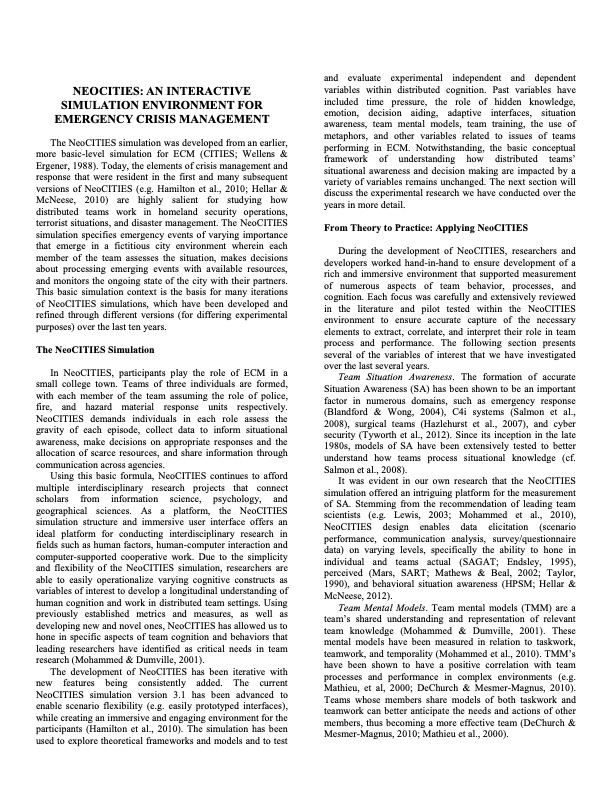 NEOCITIES: AN INTERACTIVE
SIMULATION ENVIRONMENT FOR
EMERGENCY CRISIS MANAGEMENT
The NeoCITIES simulation was developed from an earlier,
more basic-level simulation for ECM (CITIES; Wellens &
Ergener, 1988). Today, the elements of crisis management and
response that were resident in the first and many subsequent
versions of NeoCITIES (e.g. Hamilton et al., 2010; Hellar &
McNeese, 2010) are highly salient for studying how
distributed teams work in homeland security operations,
terrorist situations, and disaster management. The NeoCITIES
simulation specifies emergency events of varying importance
that emerge in a fictitious city environment wherein each
member of the team assesses the situation, makes decisions
about processing emerging events with available resources,
and monitors the ongoing state of the city with their partners.
This basic simulation context is the basis for many iterations
of NeoCITIES simulations, which have been developed and
refined through different versions (for differing experimental
purposes) over the last ten years.
The NeoCITIES Simulation
In NeoCITIES, participants play the role of ECM in a
small college town. Teams of three individuals are formed,
with each member of the team assuming the role of police,
fire, and hazard material response units respectively.
NeoCITIES demands individuals in each role assess the
gravity of each episode, collect data to inform situational
awareness, make decisions on appropriate responses and the
allocation of scarce resources, and share information through
communication across agencies.
Using this basic formula, NeoCITIES continues to afford
multiple interdisciplinary research projects that connect
scholars from information science, psychology, and
geographical sciences. As a platform, the NeoCITIES
simulation structure and immersive user interface offers an
ideal platform for conducting interdisciplinary research in
fields such as human factors, human-computer interaction and
computer-supported cooperative work. Due to the simplicity
and flexibility of the NeoCITIES simulation, researchers are
able to easily operationalize varying cognitive constructs as
variables of interest to develop a longitudinal understanding of
human cognition and work in distributed team settings. Using
previously established metrics and measures, as well as
developing new and novel ones, NeoCITIES has allowed us to
hone in specific aspects of team cognition and behaviors that
leading researchers have identified as critical needs in team
research (Mohammed & Dumville, 2001).
The development of NeoCITIES has been iterative with
new features being consistently added. The current
NeoCITIES simulation version 3.1 has been advanced to
enable scenario flexibility (e.g. easily prototyped interfaces),
while creating an immersive and engaging environment for the
participants (Hamilton et al., 2010). The simulation has been
used to explore theoretical frameworks and models and to test
and evaluate experimental independent and dependent
variables within distributed cognition. Past variables have
included time pressure, the role of hidden knowledge,
emotion, decision aiding, adaptive interfaces, situation
awareness, team mental models, team training, the use of
metaphors, and other variables related to issues of teams
performing in ECM. Notwithstanding, the basic conceptual
framework of understanding how distributed teams'
situational awareness and decision making are impacted by a
variety of variables remains unchanged. The next section will
discuss the experimental research we have conducted over the
years in more detail.
From Theory to Practice: Applying NeoCITIES
During the development of NeoCITIES, researchers and
developers worked hand-in-hand to ensure development of a
rich and immersive environment that supported measurement
of numerous aspects of team behavior, processes, and
cognition. Each focus was carefully and extensively reviewed
in the literature and pilot tested within the NeoCITIES
environment to ensure accurate capture of the necessary
elements to extract, correlate, and interpret their role in team
process and performance. The following section presents
several of the variables of interest that we have investigated
over the last several years.
Team Situation Awareness. The formation of accurate
Situation Awareness (SA) has been shown to be an important
factor in numerous domains, such as emergency response
(Blandford & Wong, 2004), C4i systems (Salmon et al.,
2008), surgical teams (Hazlehurst et al., 2007), and cyber
security (Tyworth et al., 2012). Since its inception in the late
1980s, models of SA have been extensively tested to better
understand how teams process situational knowledge (cf.
Salmon et al., 2008).
It was evident in our own research that the NeoCITIES
simulation offered an intriguing platform for the measurement
of SA. Stemming from the recommendation of leading team
scientists (e.g. Lewis, 2003; Mohammed et al., 2010),
NeoCITIES design enables data elicitation (scenario
performance, communication analysis, survey/questionnaire
data) on varying levels, specifically the ability to hone in
individual and teams actual (SAGAT; Endsley, 1995),
perceived (Mars, SART; Mathews & Beal, 2002; Taylor,
1990), and behavioral situation awareness (HPSM; Hellar &
McNeese, 2012).
Team Mental Models. Team mental models (TMM) are a
team's shared understanding and representation of relevant
team knowledge (Mohammed & Dumville, 2001). These
mental models have been measured in relation to taskwork,
teamwork, and temporality (Mohammed et al., 2010). TMM's
have been shown to have a positive correlation with team
processes and performance in complex environments (e.g.
Mathieu, et al, 2000; DeChurch & Mesmer-Magnus, 2010).
Teams whose members share models of both taskwork and
teamwork can better anticipate the needs and actions of other
members, thus becoming a more effective team (DeChurch &
Mesmer-Magnus, 2010; Mathieu et al., 2000).